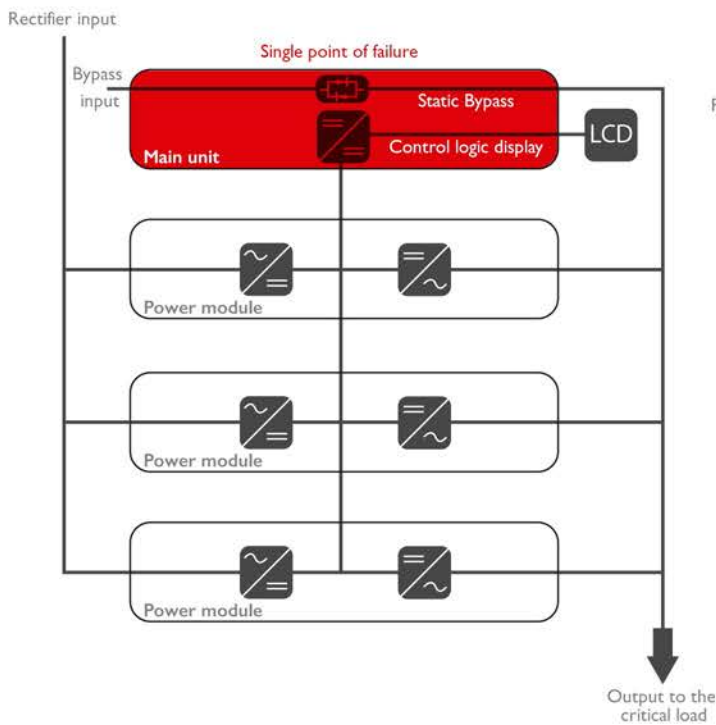 Rectifier input
Single point of failure
Bypass
input
Static Bypass
LCD
Control logic display
Main unit
Power module
Power module
Power module
Output to the
critical load